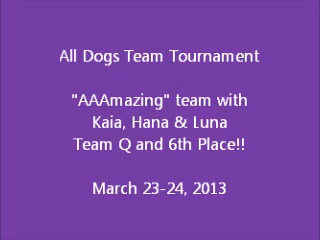 All Dogs Team Tournament
"AAAmazing" team with
Kaia, Hana & Luna
Team Q and 6th Place!!
March 23-24, 2013